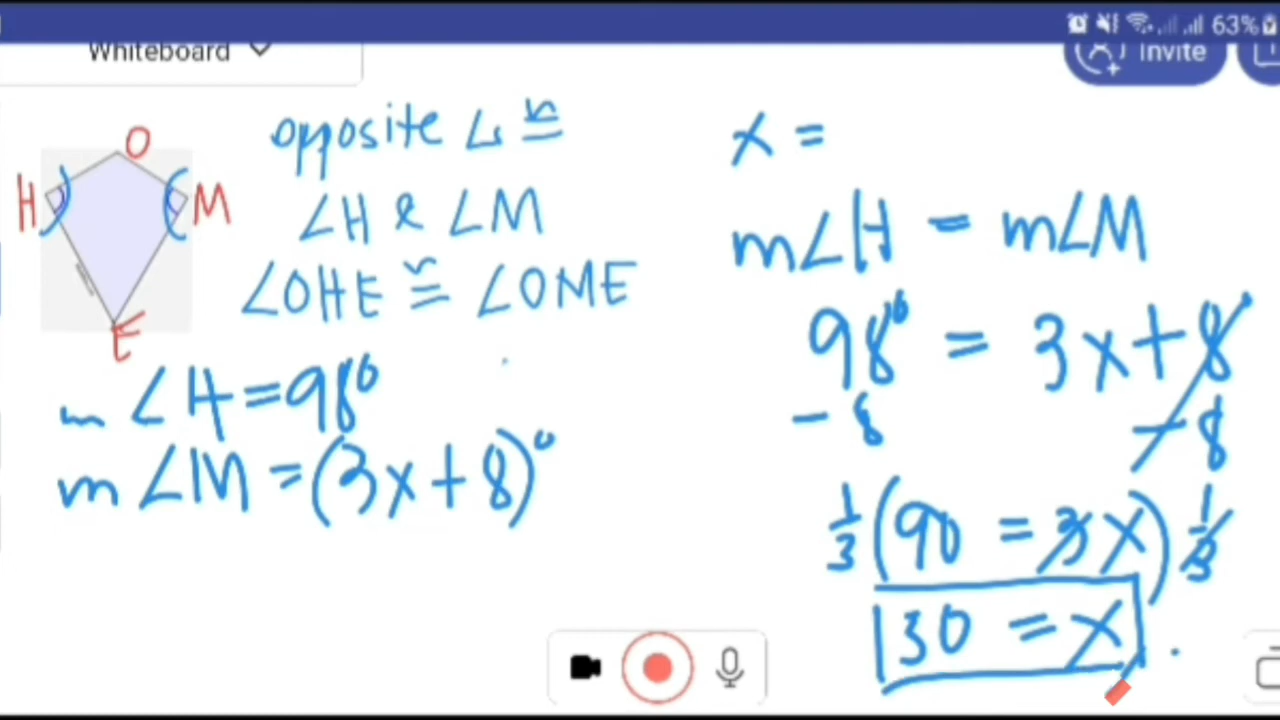 63%
Whiteboard
Invite
O
H
M
E
opposite ∠s ≅
∠H & ∠M
∠OHE ≅ ∠OME
m∠H = 98°
m∠M = (3x + 8)°
x =
m∠H = m∠M
98° = 3x + 8°
- 8 - 8
1/3 (90 = 3x) 1/3
30 = x